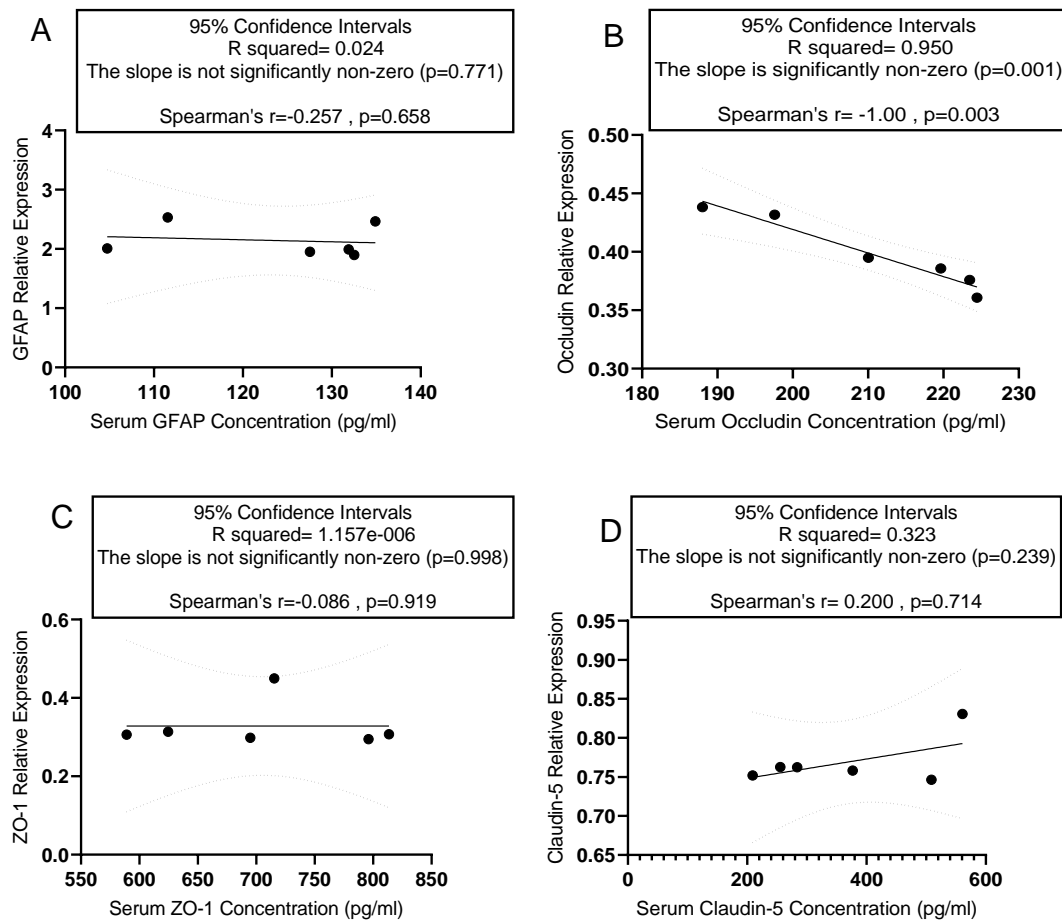 A
95% Confidence Intervals
R squared= 0.024
The slope is not significantly non-zero (p=0.771)
Spearman's r=-0.257 , p=0.658
GFAP Relative Expression
4
3
2
1
0
100 110 120 130 140
Serum GFAP Concentration (pg/ml)
B
95% Confidence Intervals
R squared= 0.950
The slope is significantly non-zero (p=0.001)
Spearman's r= -1.00 , p=0.003
Occludin Relative Expression
0.50
0.45
0.40
0.35
0.30
180 190 200 210 220 230
Serum Occludin Concentration (pg/ml)
C
95% Confidence Intervals
R squared= 1.157e-006
The slope is not significantly non-zero (p=0.998)
Spearman's r=-0.086 , p=0.919
ZO-1 Relative Expression
0.6
0.4
0.2
0.0
550 600 650 700 750 800 850
Serum ZO-1 Concentration (pg/ml)
D
95% Confidence Intervals
R squared= 0.323
The slope is not significantly non-zero (p=0.239)
Spearman's r= 0.200 , p=0.714
Claudin-5 Relative Expression
0.95
0.90
0.85
0.80
0.75
0.70
0.65
0 200 400 600
Serum Claudin-5 Concentration (pg/ml)